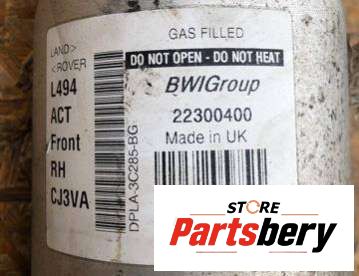 GAS FILLED
LAND
ROVER
DO NOT OPEN - DO NOT HEAT
L494
ACT
Front
RH
CJ3VA
DPLA-3C285-BG
BWIGroup
22300400
Made in UK
STORE
Partsbery